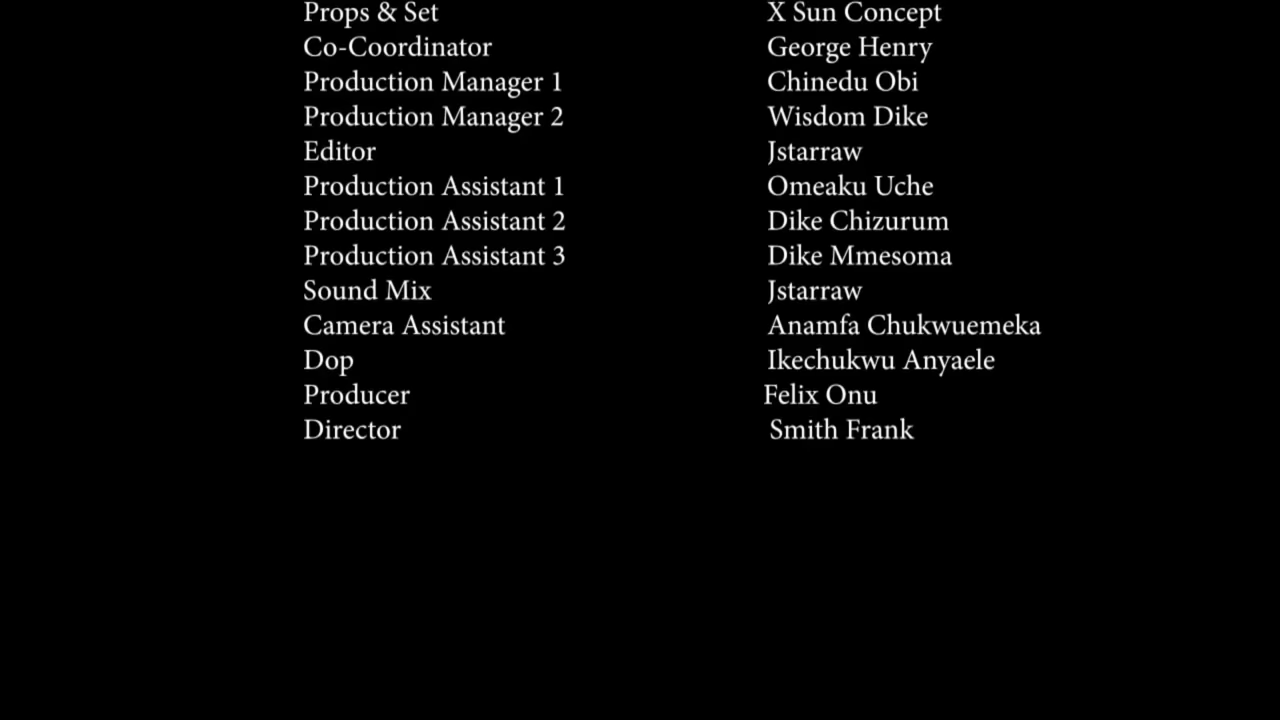 Props & Set X Sun Concept
Co-Coordinator George Henry
Production Manager 1 Chinedu Obi
Production Manager 2 Wisdom Dike
Editor Jstarraw
Production Assistant 1 Omeaku Uche
Production Assistant 2 Dike Chizurum
Production Assistant 3 Dike Mmesoma
Sound Mix Jstarraw
Camera Assistant Anamfa Chukwuemeka
Dop Ikechukwu Anyaele
Producer Felix Onu
Director Smith Frank